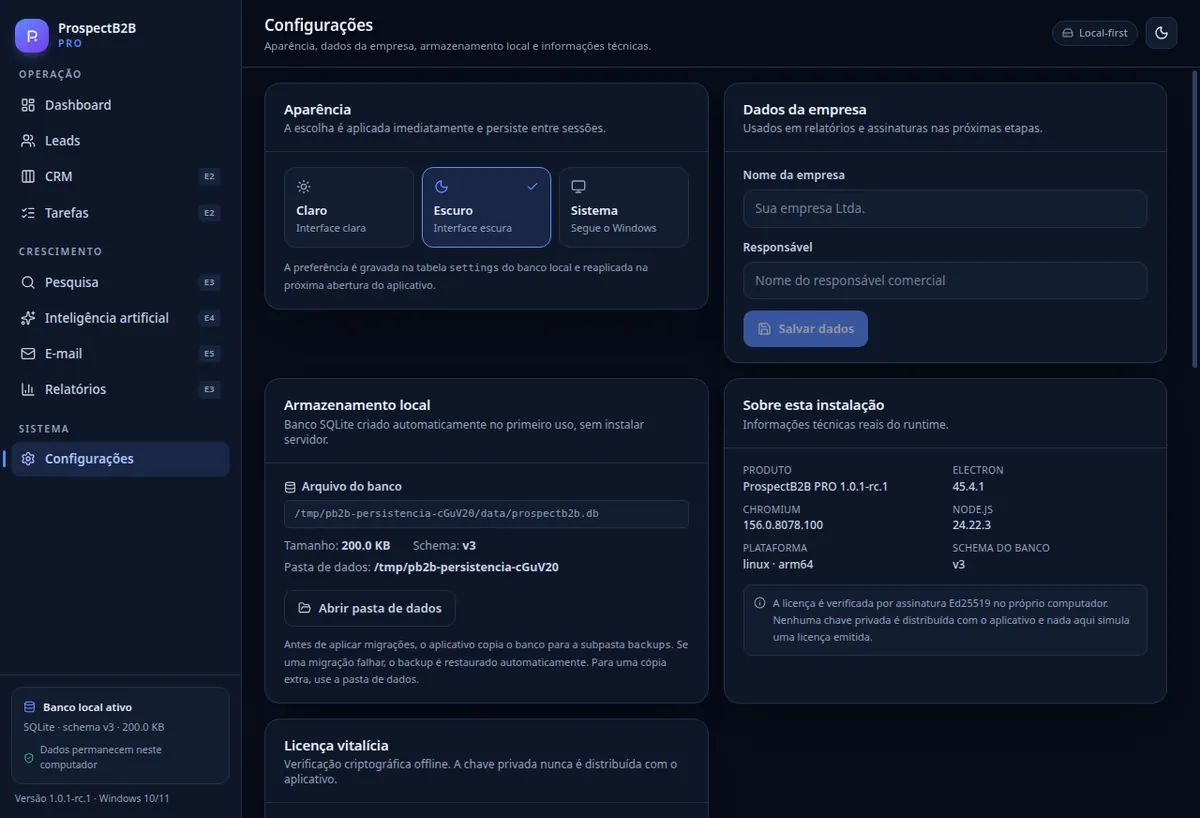 P.
ProspectB2B
PRO
OPERAÇÃO
Dashboard
Leads
CRM E2
Tarefas E2
CRESCIMENTO
Pesquisa E3
Inteligência artificial E4
E-mail E5
Relatórios E3
SISTEMA
Configurações
Banco local ativo
SQLite · schema v3 · 200.0 KB
Dados permanecem neste
computador
Versão 1.0.1-rc.1 · Windows 10/11
Configurações
Aparência, dados da empresa, armazenamento local e informações técnicas.
Local-first
Aparência
A escolha é aplicada imediatamente e persiste entre sessões.
Claro
Interface clara
Escuro
Interface escura
Sistema
Segue o Windows
A preferência é gravada na tabela settings do banco local e reaplicada na
próxima abertura do aplicativo.
Dados da empresa
Usados em relatórios e assinaturas nas próximas etapas.
Nome da empresa
Sua empresa Ltda.
Responsável
Nome do responsável comercial
Salvar dados
Armazenamento local
Banco SQLite criado automaticamente no primeiro uso, sem instalar
servidor.
Arquivo do banco
/tmp/pb2b-persistencia-cGuV20/data/prospectb2b.db
Tamanho: 200.0 KB Schema: v3
Pasta de dados: /tmp/pb2b-persistencia-cGuV20
Abrir pasta de dados
Antes de aplicar migrações, o aplicativo copia o banco para a subpasta backups. Se
uma migração falhar, o backup é restaurado automaticamente. Para uma cópia
extra, use a pasta de dados.
Sobre esta instalação
Informações técnicas reais do runtime.
PRODUTO
ProspectB2B PRO 1.0.1-rc.1
ELECTRON
45.4.1
CHROMIUM
156.0.8078.100
NODE.JS
24.22.3
PLATAFORMA
linux · arm64
SCHEMA DO BANCO
v3
A licença é verificada por assinatura Ed25519 no próprio computador.
Nenhuma chave privada é distribuída com o aplicativo e nada aqui simula
uma licença emitida.
Licença vitalícia
Verificação criptográfica offline. A chave privada nunca é distribuída com o
aplicativo.